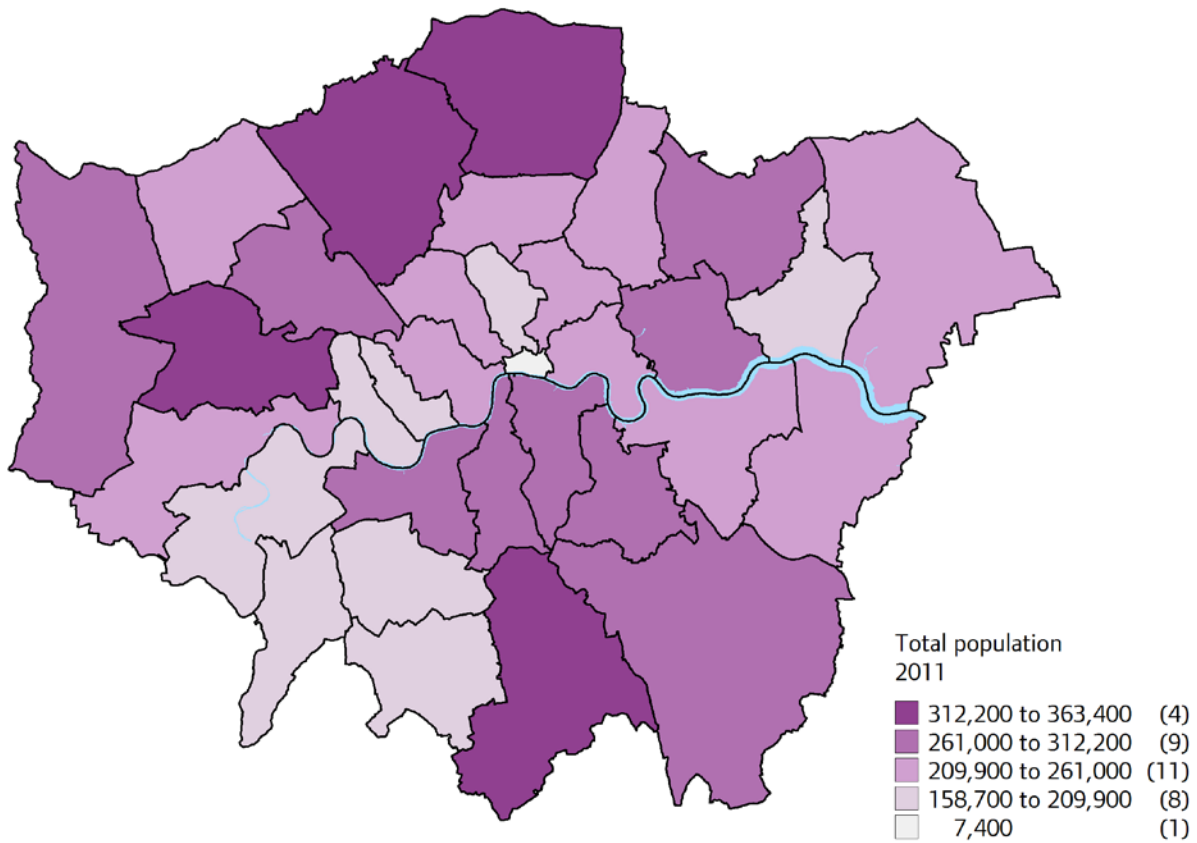 Total population
2011
312,200 to 363,400 (4)
261,000 to 312,200 (9)
209,900 to 261,000 (11)
158,700 to 209,900 (8)
7,400 (1)